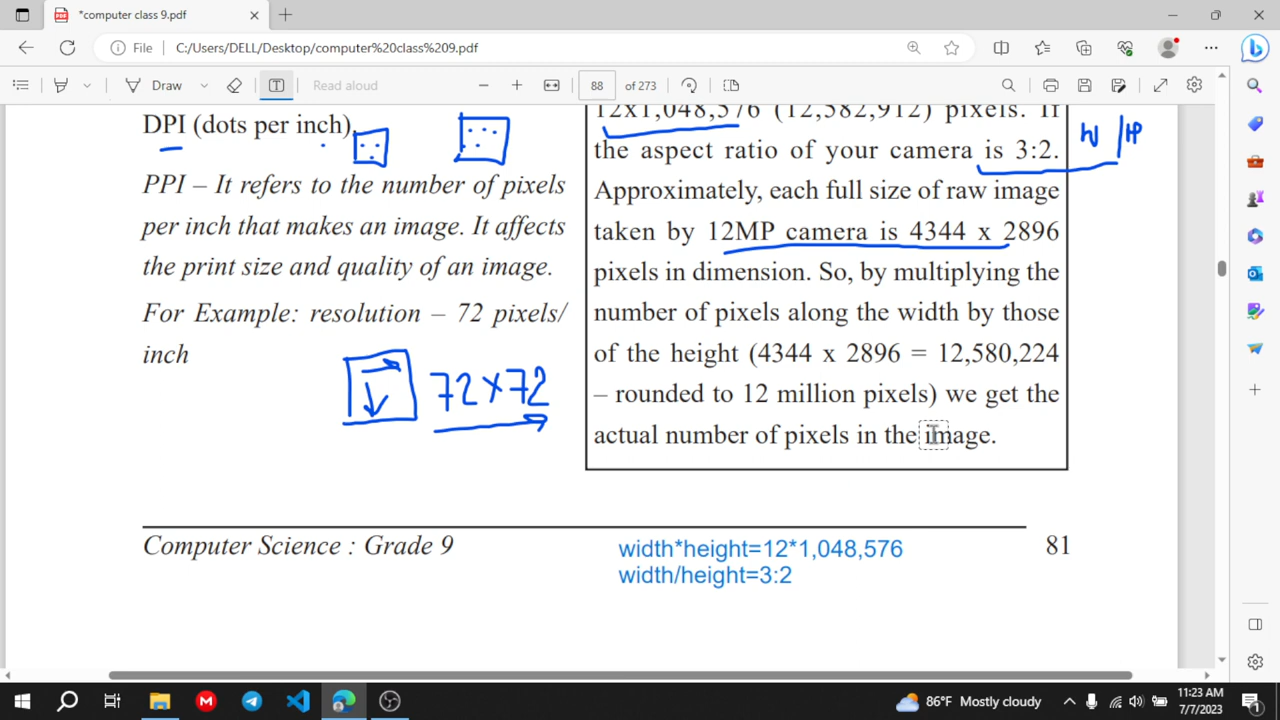 *computer class 9.pdf
File
C:/Users/DELL/Desktop/computer%20class%209.pdf
Draw
Read aloud
88
of 273
DPI (dots per inch).
PPI – It refers to the number of pixels
per inch that makes an image. It affects
the print size and quality of an image.
For Example: resolution – 72 pixels/
inch
72x72
12x1,048,576 (12,582,912) pixels. If
the aspect ratio of your camera is 3:2.
Approximately, each full size of raw image
taken by 12MP camera is 4344 x 2896
pixels in dimension. So, by multiplying the
number of pixels along the width by those
of the height (4344 x 2896 = 12,580,224
– rounded to 12 million pixels) we get the
actual number of pixels in the image.
Computer Science : Grade 9
81
width*height=12*1,048,576
width/height=3:2
86°F Mostly cloudy
11:23 AM
7/7/2023